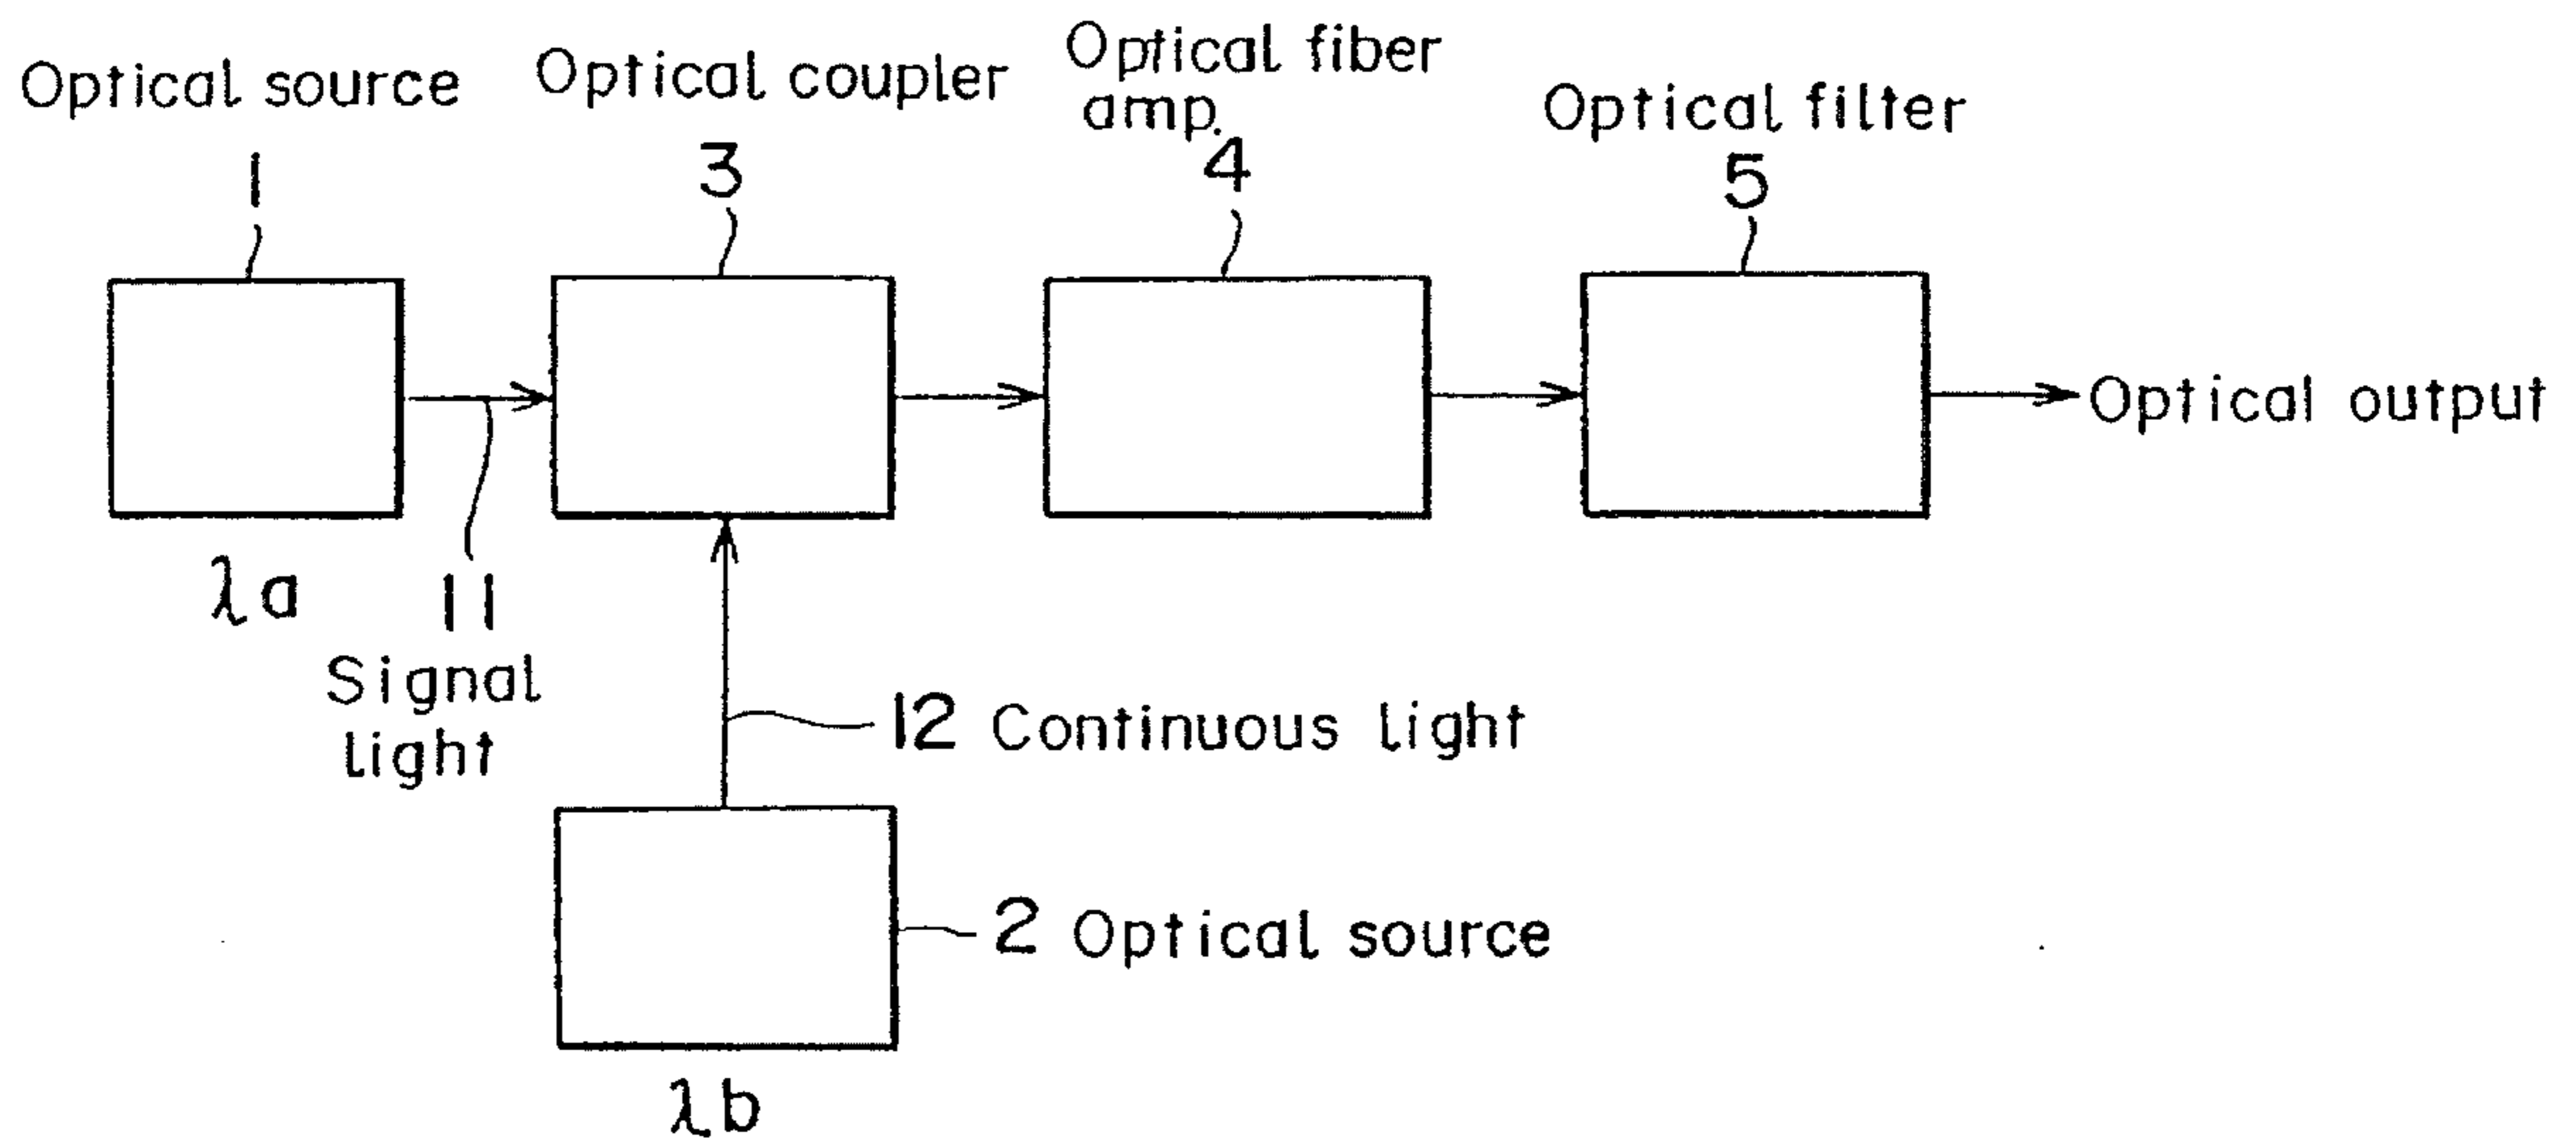 Optical source
1
Optical coupler
3
Optical fiber
amp.
4
Optical filter
5
Optical output
λa
11
Signal
light
12 Continuous light
2 Optical source
λb